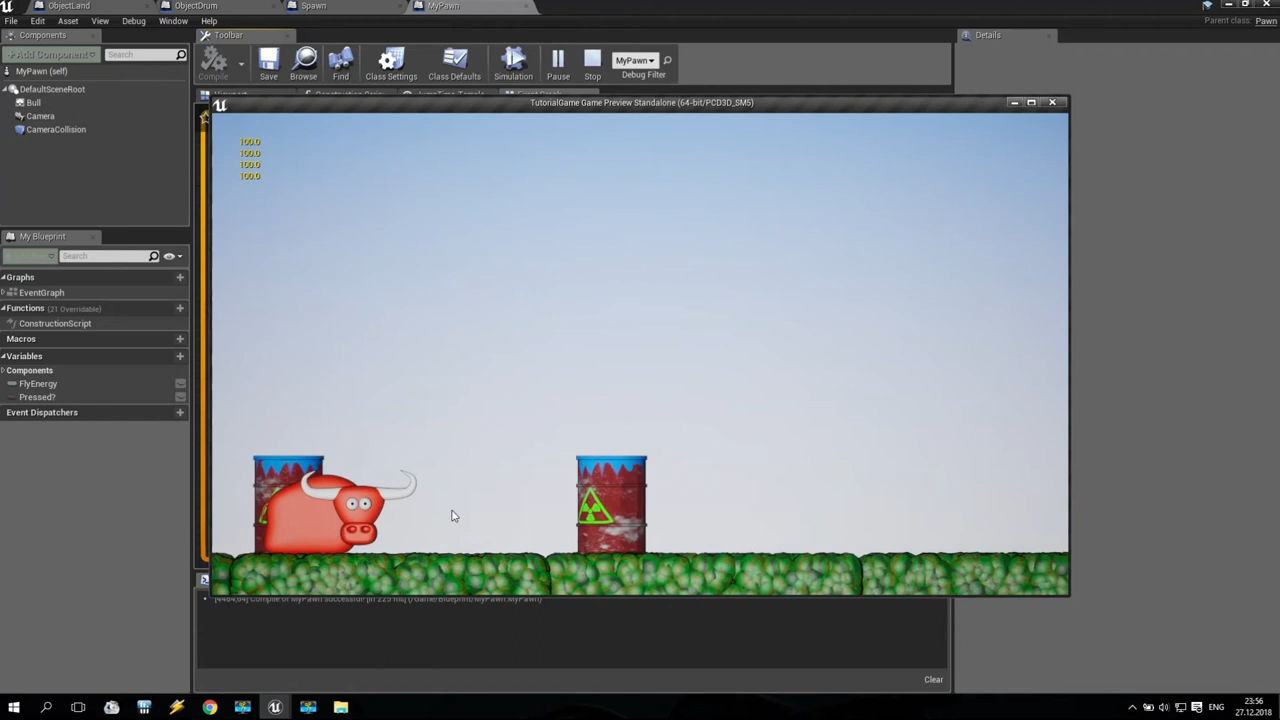 ObjectLand
ObjectDrum
Spawn
MyPawn
File Edit Asset View Debug Window Help
Parent class: Pawn
Components
Toolbar
Details
Add Component
Search
MyPawn (self)
DefaultSceneRoot
Bull
Camera
CameraCollision
Compile
Save
Browse
Find
Class Settings
Class Defaults
Simulation
Pause
Stop
MyPawn
Debug Filter
TutorialGame Game Preview Standalone (64-bit/PCD3D_SM5)
100.0
100.0
100.0
100.0
My Blueprint
Search
Graphs
EventGraph
Functions (21 Overridable)
ConstructionScript
Macros
Variables
Components
FlyEnergy
Pressed?
Event Dispatchers
Clear
ENG
23:56
27.12.2018